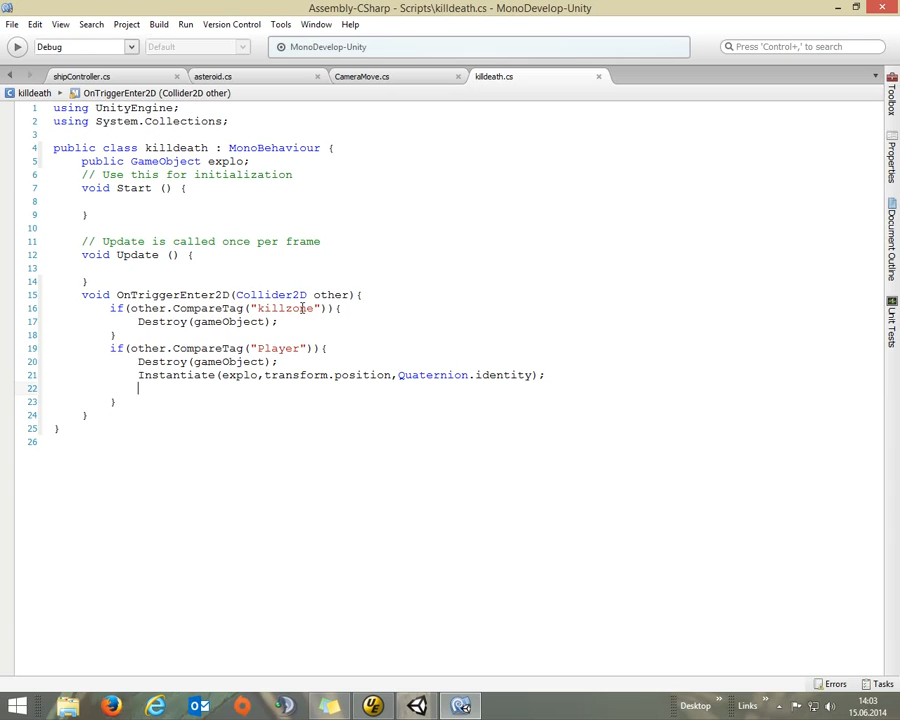 Assembly-CSharp - Scripts\killdeath.cs - MonoDevelop-Unity
File Edit View Search Project Build Run Version Control Tools Window Help
Debug Default MonoDevelop-Unity Press 'Control+,' to search
shipController.cs asteroid.cs CameraMove.cs killdeath.cs
killdeath OnTriggerEnter2D (Collider2D other)
1 using UnityEngine;
2 using System.Collections;
3
4 public class killdeath : MonoBehaviour {
5 public GameObject explo;
6 // Use this for initialization
7 void Start () {
8
9 }
10
11 // Update is called once per frame
12 void Update () {
13
14 }
15 void OnTriggerEnter2D(Collider2D other){
16 if(other.CompareTag("killzone")){
17 Destroy(gameObject);
18 }
19 if(other.CompareTag("Player")){
20 Destroy(gameObject);
21 Instantiate(explo,transform.position,Quaternion.identity);
22
23 }
24 }
25 }
26
Toolbox
Properties
Document Outline
Unit Tests
Errors Tasks
Desktop » Links » 14:03
15.06.2014